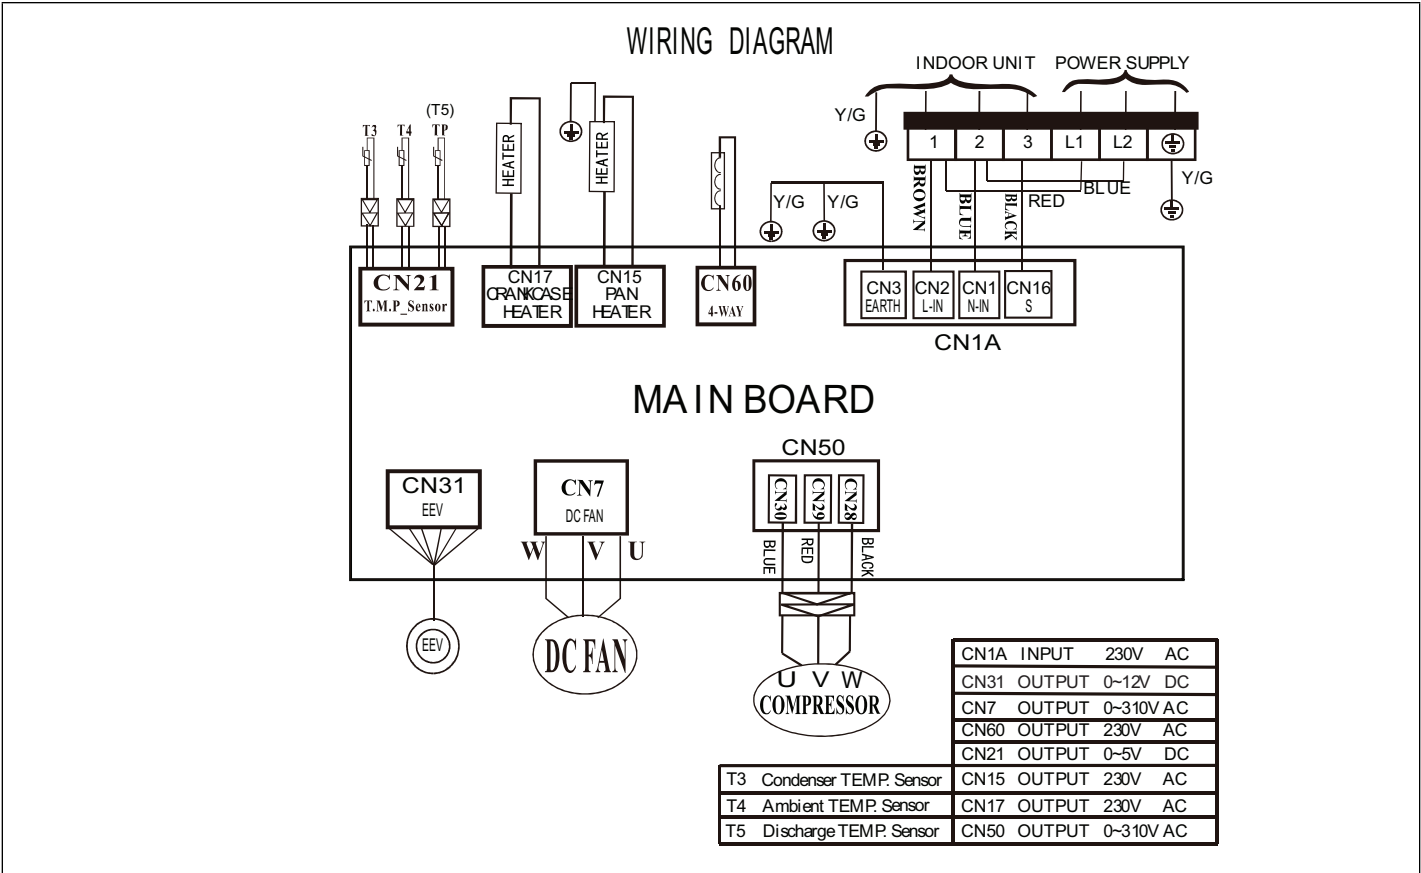 WIRING DIAGRAM
INDOOR UNIT POWER SUPPLY
Y/G
1 2 3 L1 L2
BROWN BLUE BLACK RED BLUE Y/G
(T5)
T3 T4 TP
HEATER HEATER
Y/G Y/G
CN21
T.M.P_Sensor
CN17
CRANKCASE
HEATER
CN15
PAN
HEATER
CN60
4-WAY
CN3
EARTH
CN2
L-IN
CN1
N-IN
CN16
S
CN1A
MAIN BOARD
CN31
EEV
CN7
DC FAN
W V U
CN50
CN30 CN29 CN28
BLUE RED BLACK
EEV
DC FAN
U V W
COMPRESSOR
CN1A INPUT 230V AC
CN31 OUTPUT 0~12V DC
CN7 OUTPUT 0~310V AC
CN60 OUTPUT 230V AC
CN21 OUTPUT 0~5V DC
T3 Condenser TEMP. Sensor CN15 OUTPUT 230V AC
T4 Ambient TEMP. Sensor CN17 OUTPUT 230V AC
T5 Discharge TEMP. Sensor CN50 OUTPUT 0~310V AC